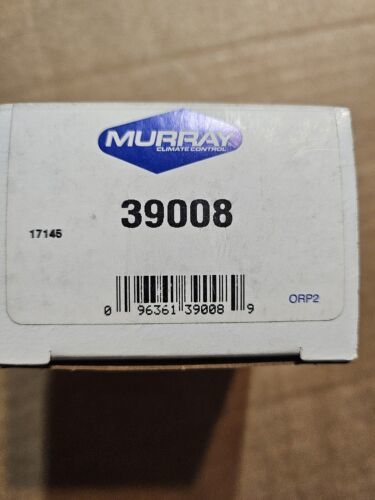 MURRAY
CLIMATE CONTROL
39008
17145
ORP2
0 96361 39008 9